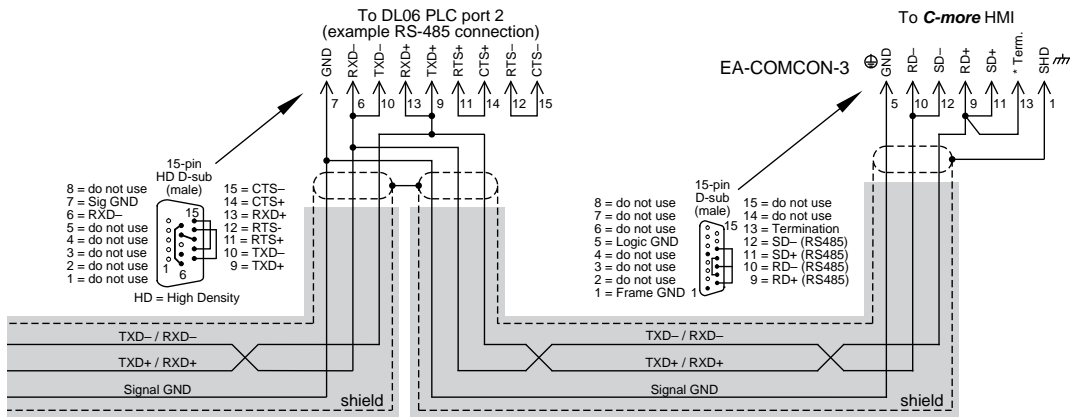 To DL06 PLC port 2
(example RS-485 connection)
To C-more HMI
EA-COMCON-3
GND
RXD–
TXD–
RXD+
TXD+
RTS+
CTS+
RTS–
CTS–
7
6
10
13
9
11
14
12
15
GND
RD–
SD–
RD+
SD+
* Term.
SHD
5
10
12
9
11
13
1
15-pin
HD D-sub
(male)
8 = do not use
7 = Sig GND
6 = RXD–
5 = do not use
4 = do not use
3 = do not use
2 = do not use
1 = do not use
15
1
6
15 = CTS–
14 = CTS+
13 = RXD+
12 = RTS-
11 = RTS+
10 = TXD–
9 = TXD+
HD = High Density
15-pin
D-sub
(male)
8 = do not use
7 = do not use
6 = do not use
5 = Logic GND
4 = do not use
3 = do not use
2 = do not use
1 = Frame GND
15
1
15 = do not use
14 = do not use
13 = Termination
12 = SD– (RS485)
11 = SD+ (RS485)
10 = RD– (RS485)
9 = RD+ (RS485)
TXD– / RXD–
TXD+ / RXD+
Signal GND
shield
TXD– / RXD–
TXD+ / RXD+
Signal GND
shield